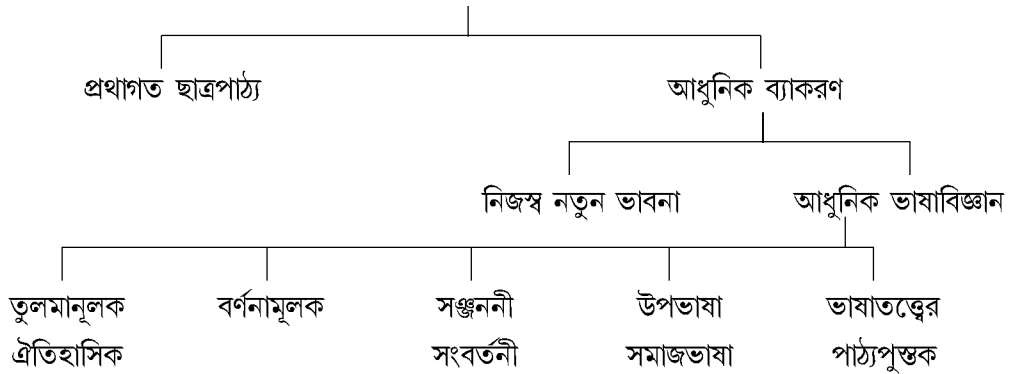 প্রথাগত ছাত্রপাঠ্য আধুনিক ব্যাকরণ
নিজস্ব নতুন ভাবনা আধুনিক ভাষাবিজ্ঞান
তুলমানূলক বর্ণনামূলক সঞ্জননী উপভাষা ভাষাতত্ত্বের
ঐতিহাসিক সংবর্তনী সমাজভাষা পাঠ্যপুস্তক